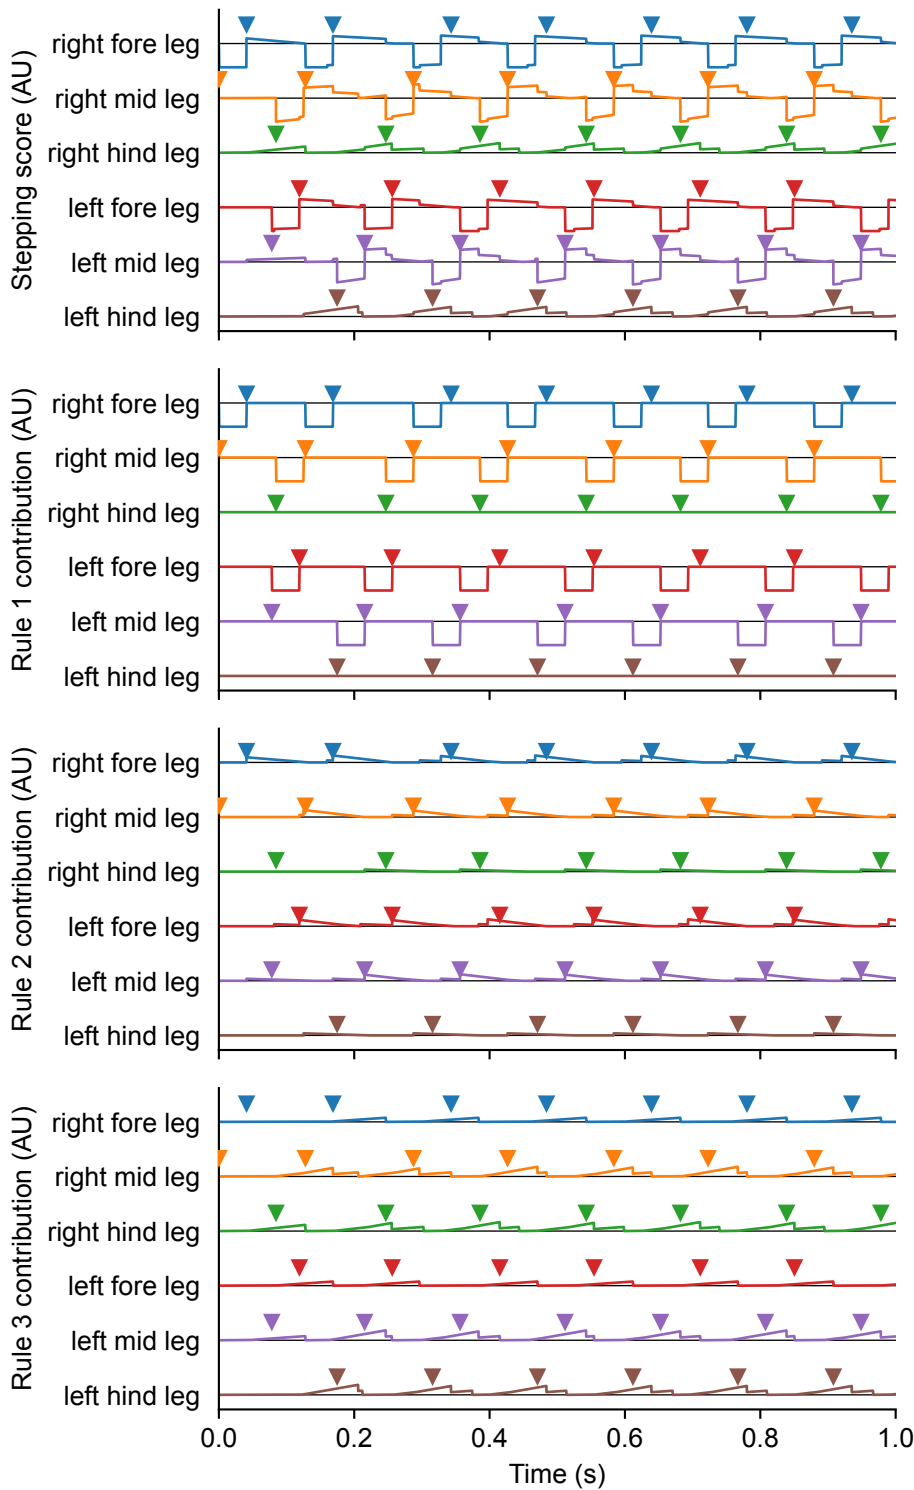 Stepping score (AU)
right fore leg
right mid leg
right hind leg
left fore leg
left mid leg
left hind leg
Rule 1 contribution (AU)
right fore leg
right mid leg
right hind leg
left fore leg
left mid leg
left hind leg
Rule 2 contribution (AU)
right fore leg
right mid leg
right hind leg
left fore leg
left mid leg
left hind leg
Rule 3 contribution (AU)
right fore leg
right mid leg
right hind leg
left fore leg
left mid leg
left hind leg
0.0 0.2 0.4 0.6 0.8 1.0
Time (s)